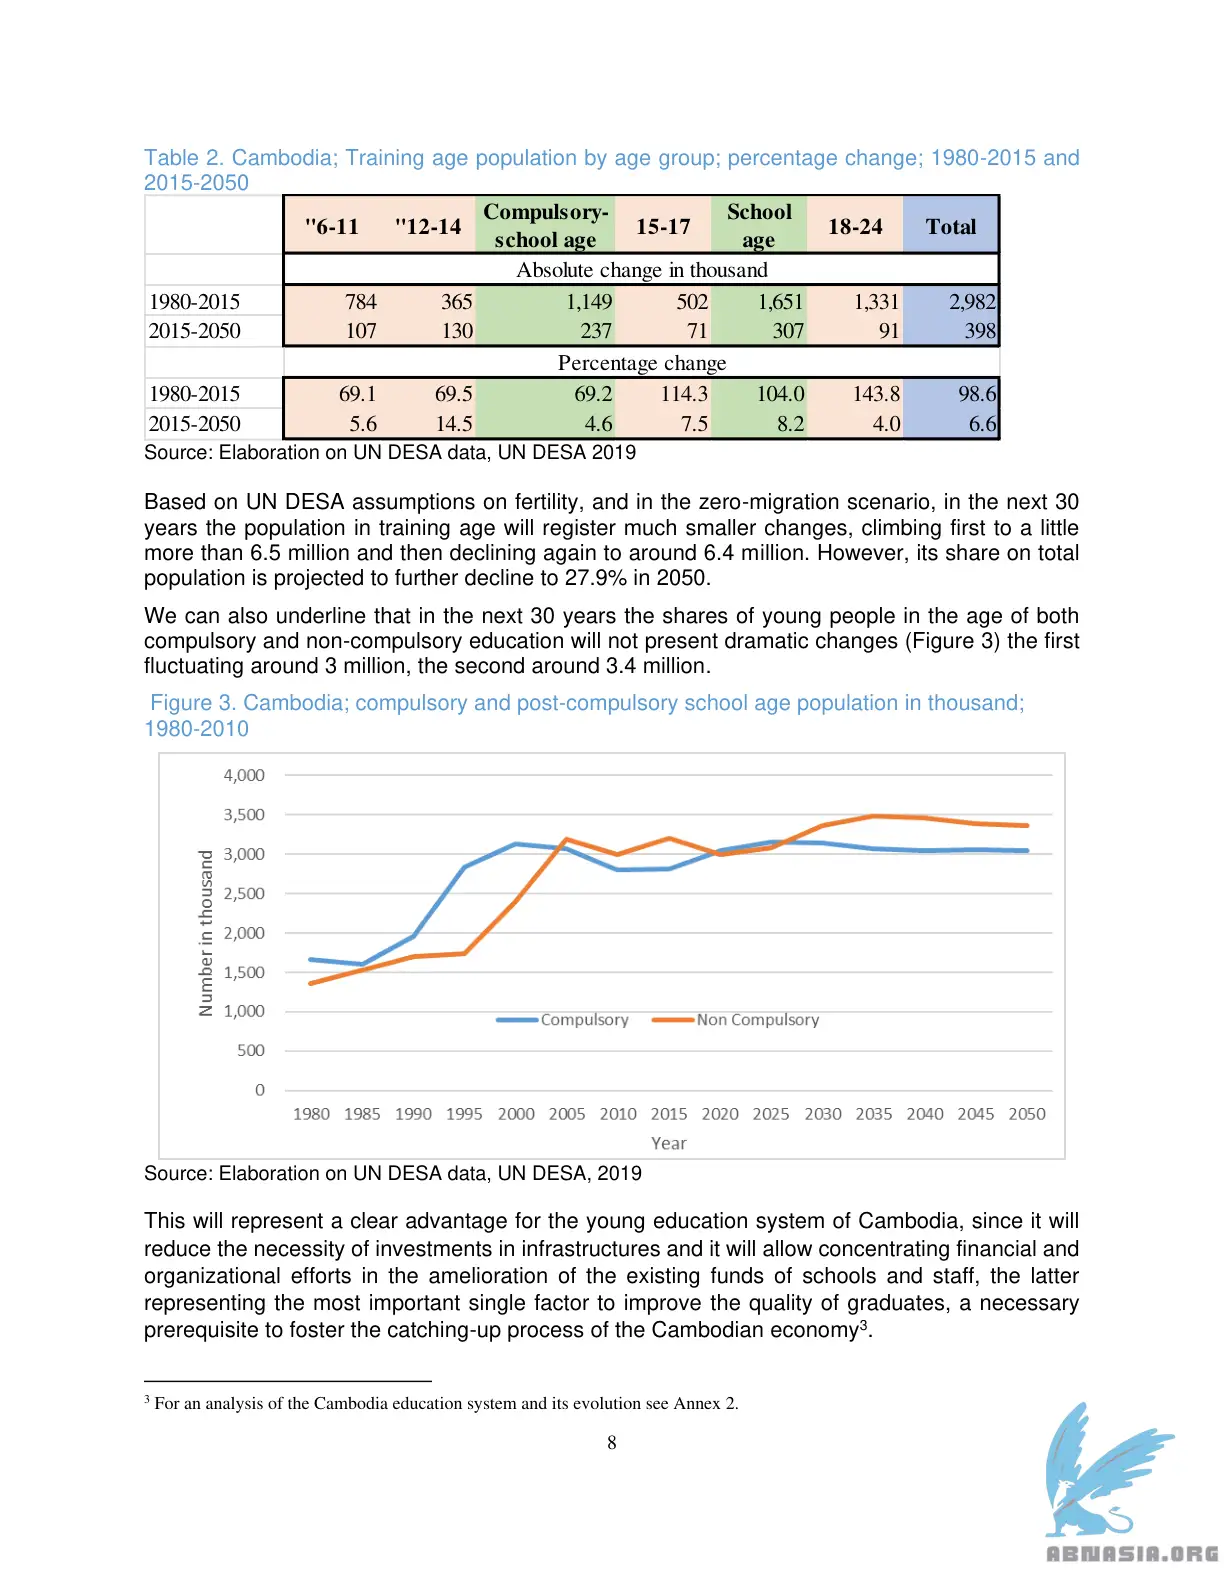 Table 2. Cambodia; Training age population by age group; percentage change; 1980-2015 and
2015-2050
"6-11 "12-14 Compulsory-school age 15-17 School age 18-24 Total
Absolute change in thousand
1980-2015 784 365 1,149 502 1,651 1,331 2,982
2015-2050 107 130 237 71 307 91 398
Percentage change
1980-2015 69.1 69.5 69.2 114.3 104.0 143.8 98.6
2015-2050 5.6 14.5 4.6 7.5 8.2 4.0 6.6
Source: Elaboration on UN DESA data, UN DESA 2019
Based on UN DESA assumptions on fertility, and in the zero-migration scenario, in the next 30
years the population in training age will register much smaller changes, climbing first to a little
more than 6.5 million and then declining again to around 6.4 million. However, its share on total
population is projected to further decline to 27.9% in 2050.
We can also underline that in the next 30 years the shares of young people in the age of both
compulsory and non-compulsory education will not present dramatic changes (Figure 3) the first
fluctuating around 3 million, the second around 3.4 million.
Figure 3. Cambodia; compulsory and post-compulsory school age population in thousand;
1980-2010
4,000
3,500
3,000
2,500
2,000
1,500
1,000
500
0
Number in thousand
Compulsory Non Compulsory
1980 1985 1990 1995 2000 2005 2010 2015 2020 2025 2030 2035 2040 2045 2050
Year
Source: Elaboration on UN DESA data, UN DESA, 2019
This will represent a clear advantage for the young education system of Cambodia, since it will
reduce the necessity of investments in infrastructures and it will allow concentrating financial and
organizational efforts in the amelioration of the existing funds of schools and staff, the latter
representing the most important single factor to improve the quality of graduates, a necessary
prerequisite to foster the catching-up process of the Cambodian economy³.
³ For an analysis of the Cambodia education system and its evolution see Annex 2.
8
ABNASIA.ORG